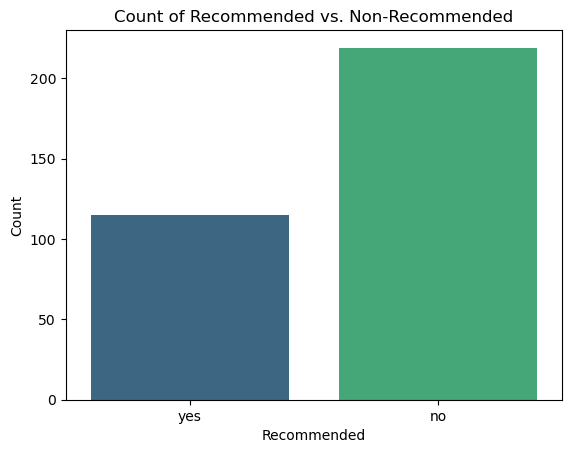 Count of Recommended vs. Non-Recommended
200
150
100
50
0
Count
yes no
Recommended